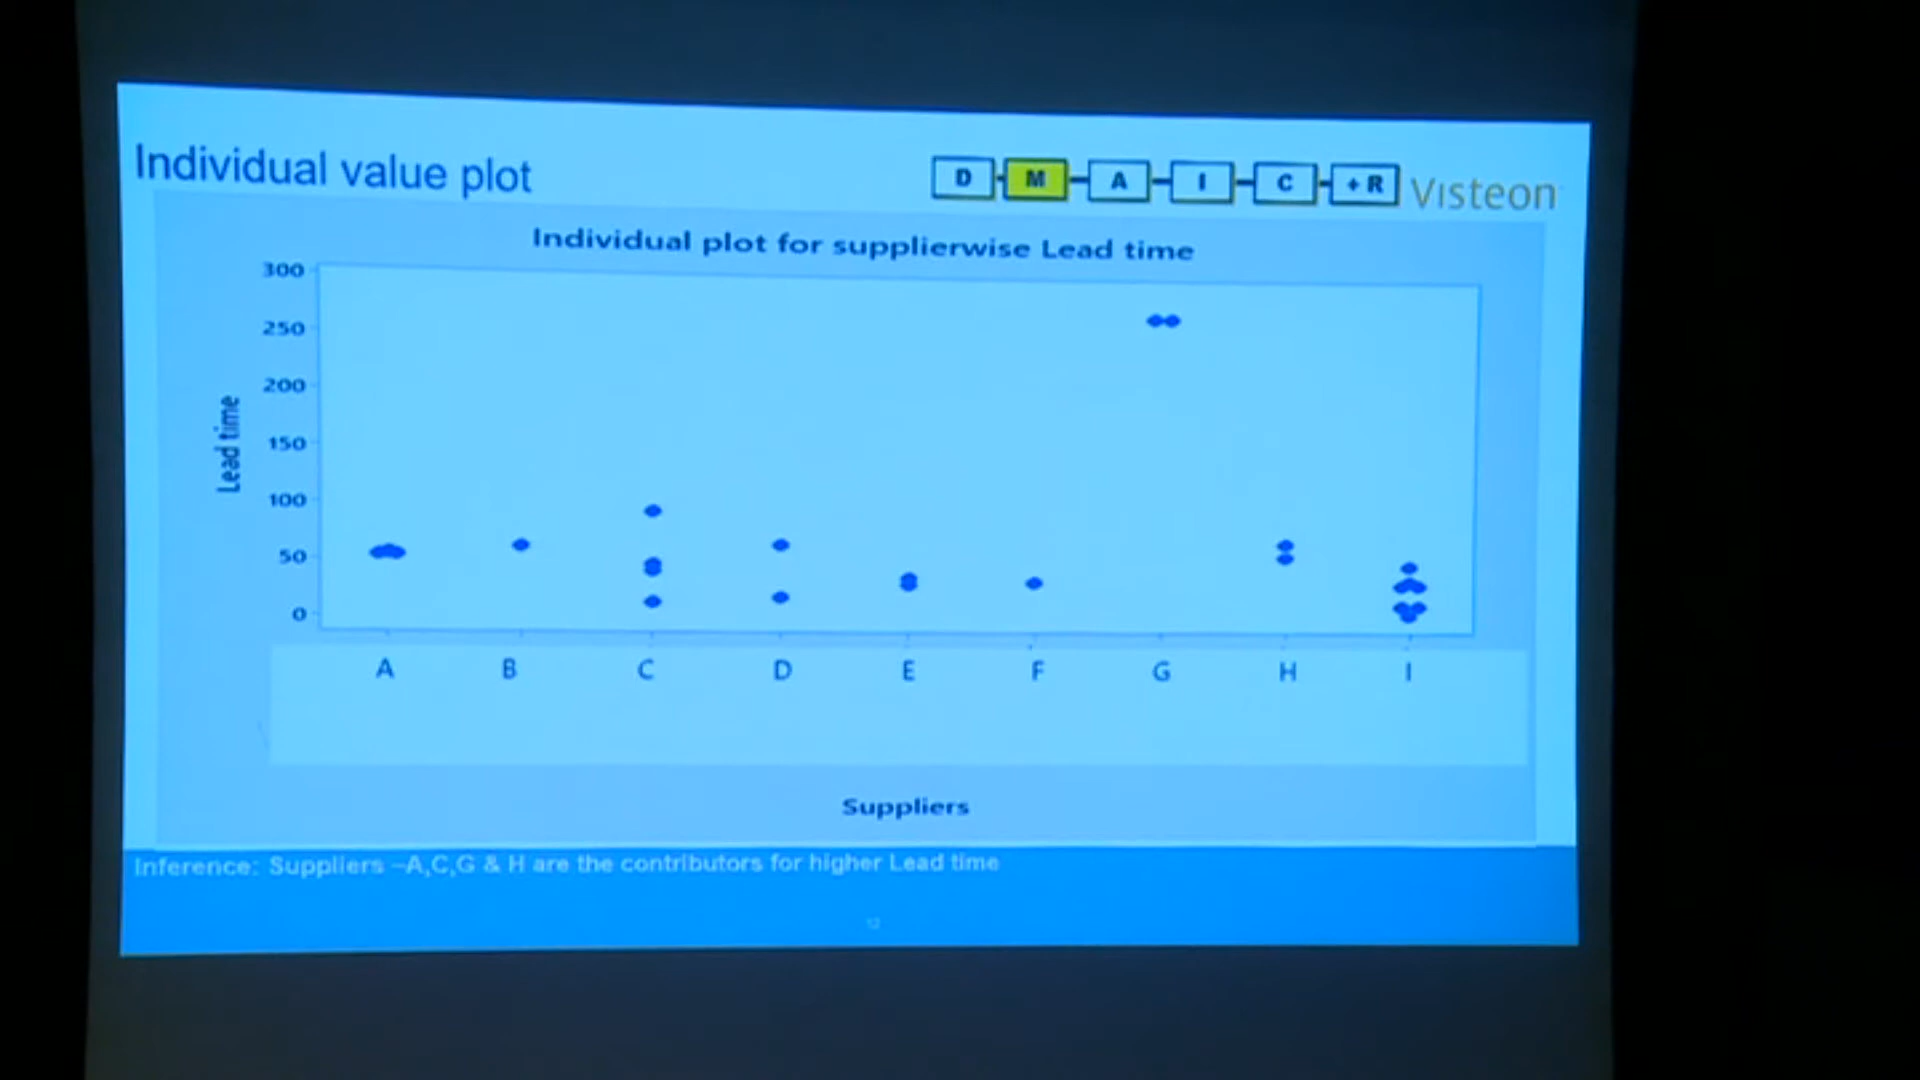 Individual value plot
D M A I C +R Visteon
Individual plot for supplierwise Lead time
300
250
200
150
100
50
0
Lead time
A B C D E F G H I
Suppliers
Inference: Suppliers –A,C,G & H are the contributors for higher Lead time